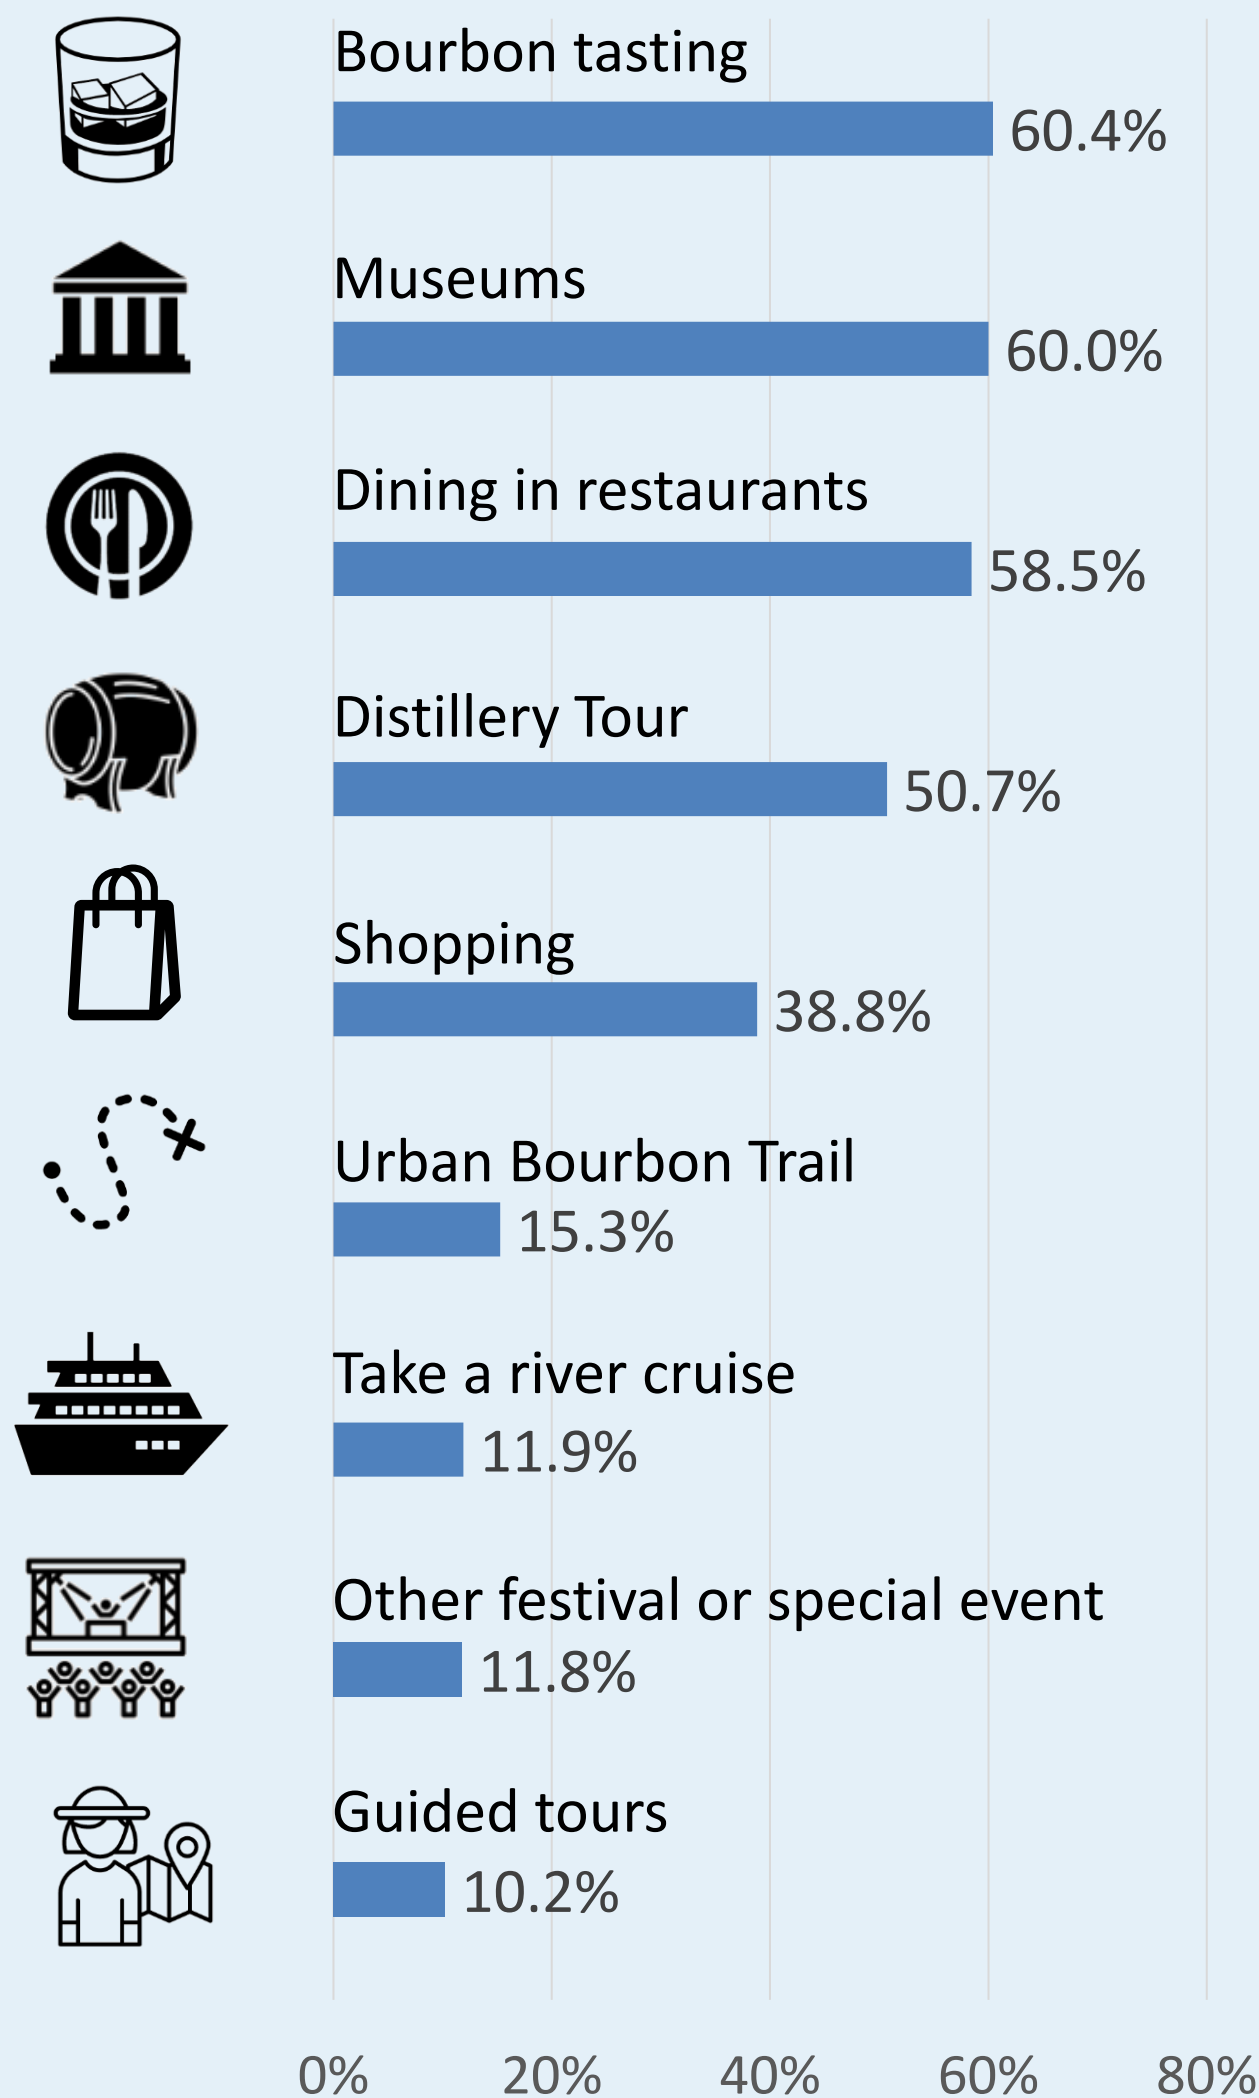 Bourbon tasting
60.4%
Museums
60.0%
Dining in restaurants
58.5%
Distillery Tour
50.7%
Shopping
38.8%
Urban Bourbon Trail
15.3%
Take a river cruise
11.9%
Other festival or special event
11.8%
Guided tours
10.2%
0% 20% 40% 60% 80%